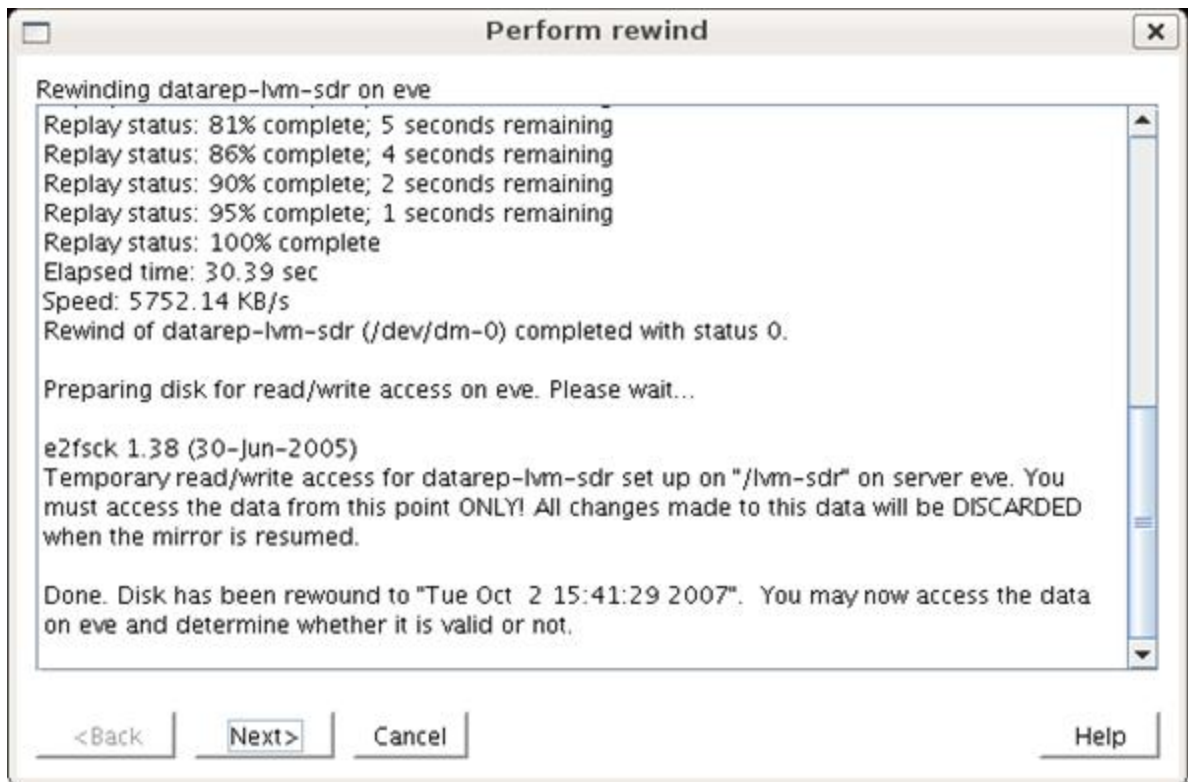 Perform rewind
Rewinding datarep-lvm-sdr on eve
Replay status: 81% complete; 5 seconds remaining
Replay status: 86% complete; 4 seconds remaining
Replay status: 90% complete; 2 seconds remaining
Replay status: 95% complete; 1 seconds remaining
Replay status: 100% complete
Elapsed time: 30.39 sec
Speed: 5752.14 KB/s
Rewind of datarep-lvm-sdr (/dev/dm-0) completed with status 0.
Preparing disk for read/write access on eve. Please wait...
e2fsck 1.38 (30-Jun-2005)
Temporary read/write access for datarep-lvm-sdr set up on "/lvm-sdr" on server eve. You
must access the data from this point ONLY! All changes made to this data will be DISCARDED
when the mirror is resumed.
Done. Disk has been rewound to "Tue Oct  2 15:41:29 2007".  You may now access the data
on eve and determine whether it is valid or not.
<Back Next> Cancel Help